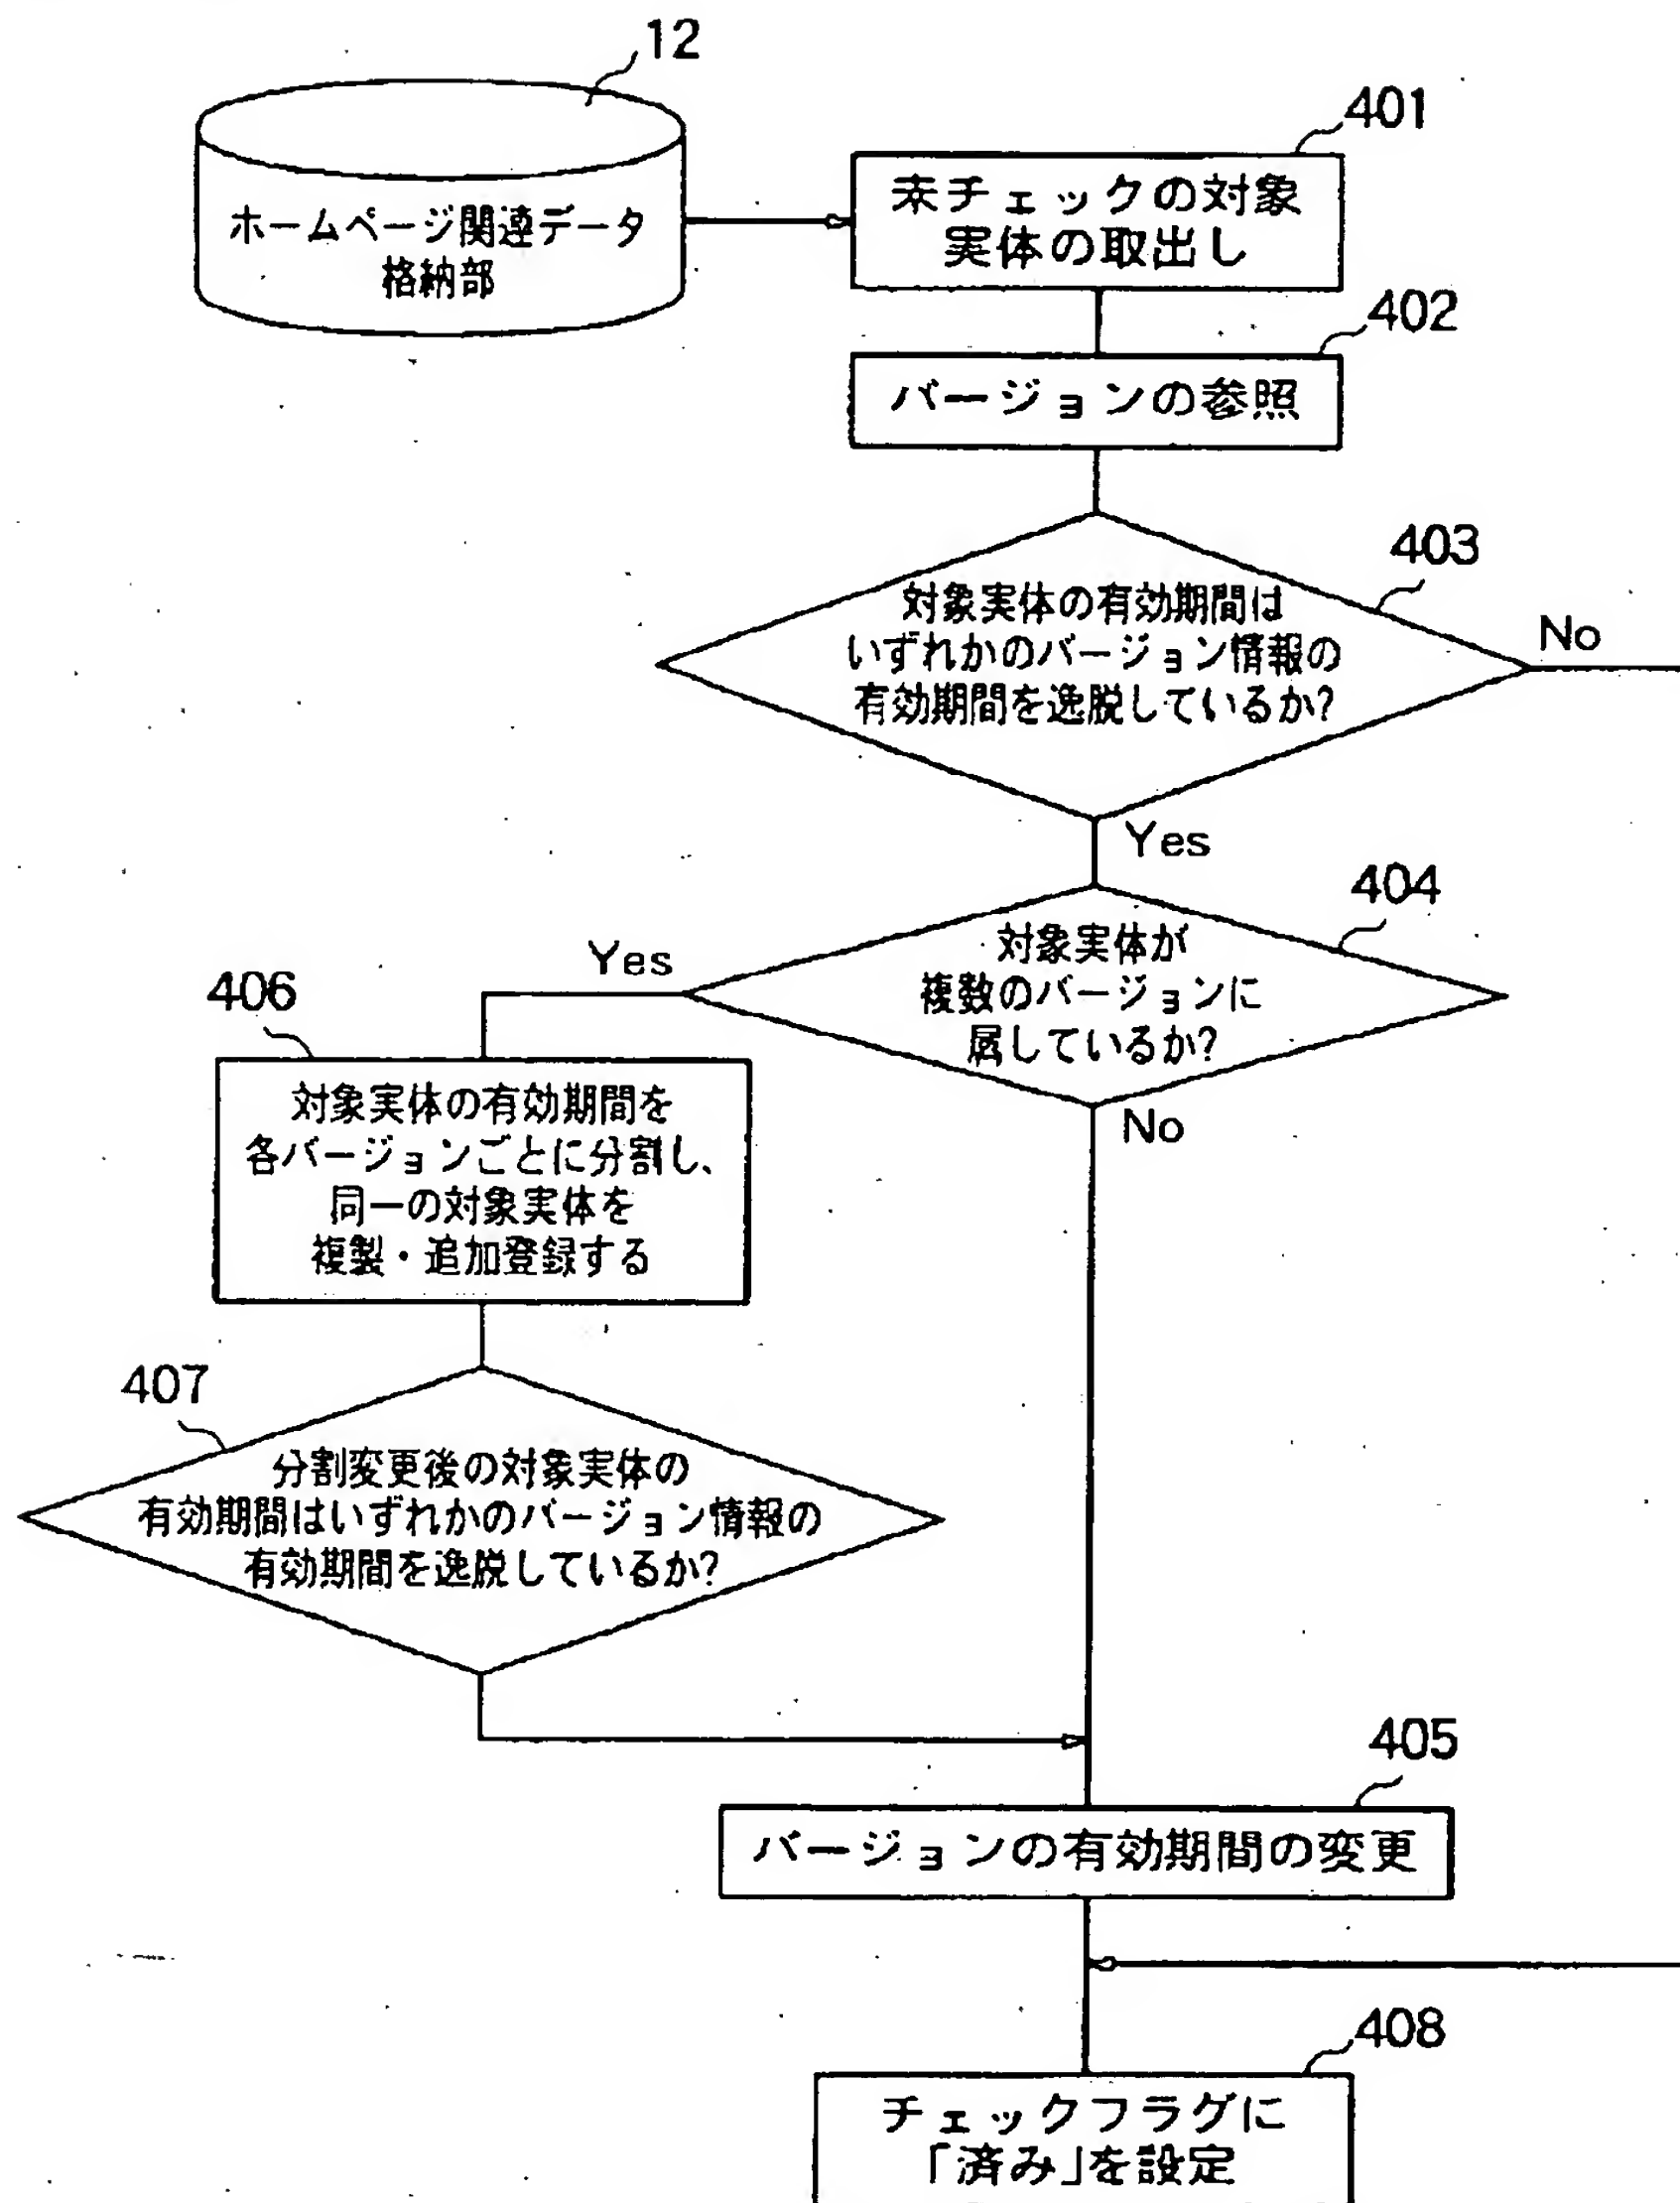 12
ホームページ関連データ
格納部
401
未チェックの対象
実体の取出し
402
バージョンの参照
403
対象実体の有効期間は
いずれかのバージョン情報の
有効期間を逸脱しているか?
No
Yes
404
対象実体が
複数のバージョンに
属しているか?
Yes
No
406
対象実体の有効期間を
各バージョンごとに分割し、
同一の対象実体を
複製・追加登録する
407
分割変更後の対象実体の
有効期間はいずれかのバージョン情報の
有効期間を逸脱しているか?
405
バージョンの有効期間の変更
408
チェックフラグに
「済み」を設定